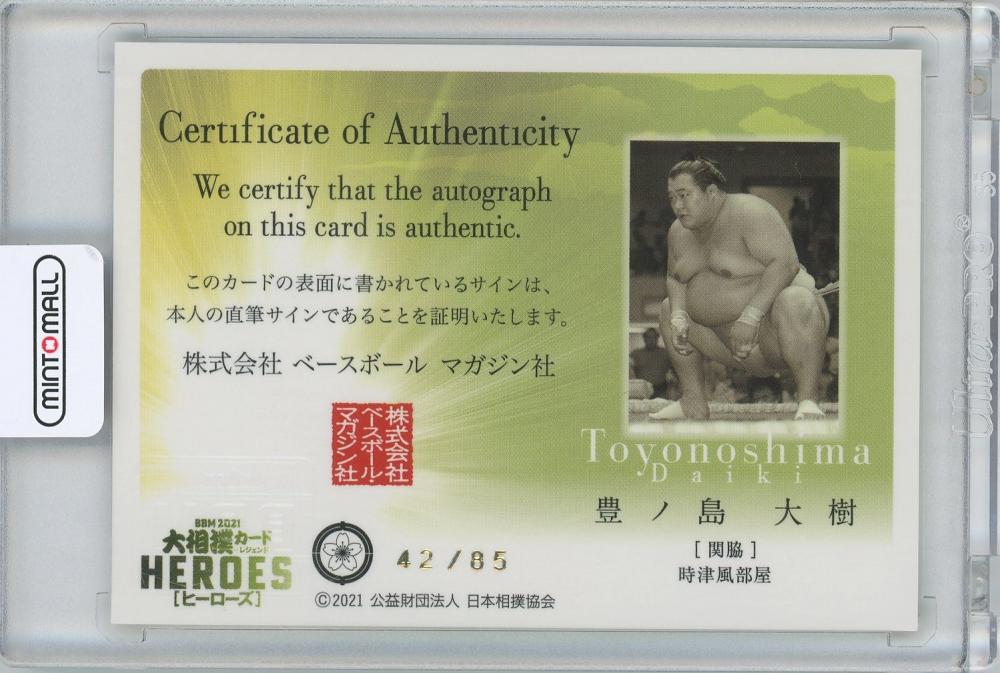 Certificate of Authenticity
We certify that the autograph
on this card is authentic.
このカードの表面に書かれているサインは、
本人の直筆サインであることを証明いたします。
株式会社 ベースボール マガジン社
株式会社
ベースボール・
マガジン社
Toyonoshima
Daiki
豊ノ島 大樹
[関脇]
時津風部屋
BBM 2021
大相撲カード
レジェンド
HEROES
[ヒーローズ]
42/85
©2021 公益財団法人 日本相撲協会
MINTOMALL
UltraPRO®
35